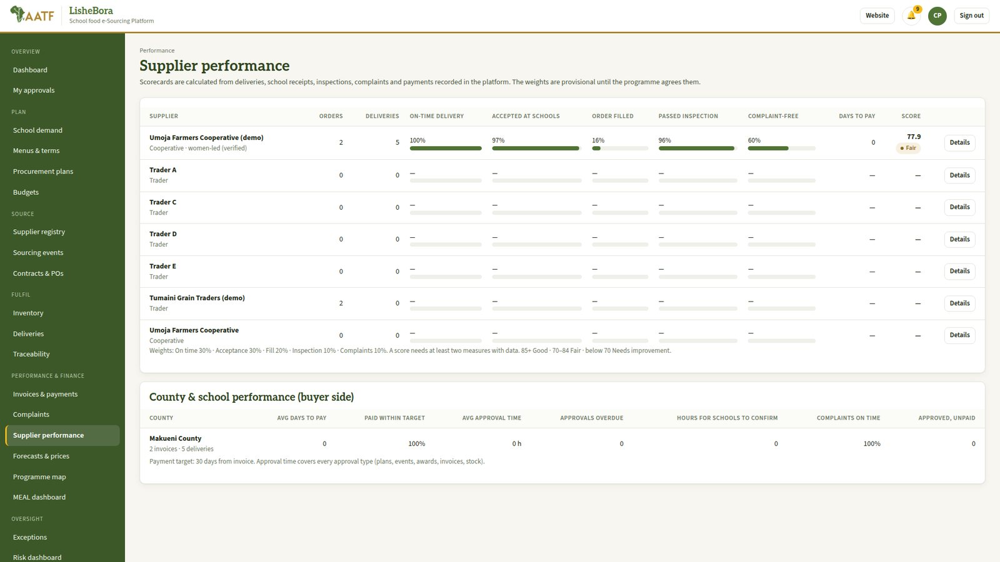 AATF
LisheBora
School food e-Sourcing Platform
Website
9
CP
Sign out
OVERVIEW
Dashboard
My approvals
PLAN
School demand
Menus & terms
Procurement plans
Budgets
SOURCE
Supplier registry
Sourcing events
Contracts & POs
FULFIL
Inventory
Deliveries
Traceability
PERFORMANCE & FINANCE
Invoices & payments
Complaints
Supplier performance
Forecasts & prices
Programme map
MEAL dashboard
OVERSIGHT
Exceptions
Risk dashboard
Performance
Supplier performance
Scorecards are calculated from deliveries, school receipts, inspections, complaints and payments recorded in the platform. The weights are provisional until the programme agrees them.
SUPPLIER ORDERS DELIVERIES ON-TIME DELIVERY ACCEPTED AT SCHOOLS ORDER FILLED PASSED INSPECTION COMPLAINT-FREE DAYS TO PAY SCORE
Umoja Farmers Cooperative (demo) 2 5 100% 97% 16% 96% 60% 0 77.9 Details
Cooperative · women-led (verified) Fair
Trader A 0 0 — — — — — — — Details
Trader
Trader C 0 0 — — — — — — — Details
Trader
Trader D 0 0 — — — — — — — Details
Trader
Trader E 0 0 — — — — — — — Details
Trader
Tumaini Grain Traders (demo) 2 0 — — — — — — — Details
Trader
Umoja Farmers Cooperative 0 0 — — — — — — — Details
Cooperative
Weights: On time 30% · Acceptance 30% · Fill 20% · Inspection 10% · Complaints 10%. A score needs at least two measures with data. 85+ Good · 70–84 Fair · below 70 Needs improvement.
County & school performance (buyer side)
COUNTY AVG DAYS TO PAY PAID WITHIN TARGET AVG APPROVAL TIME APPROVALS OVERDUE HOURS FOR SCHOOLS TO CONFIRM COMPLAINTS ON TIME APPROVED, UNPAID
Makueni County 0 100% 0 h 0 0 100% 0
2 invoices · 5 deliveries
Payment target: 30 days from invoice. Approval time covers every approval type (plans, events, awards, invoices, stock).